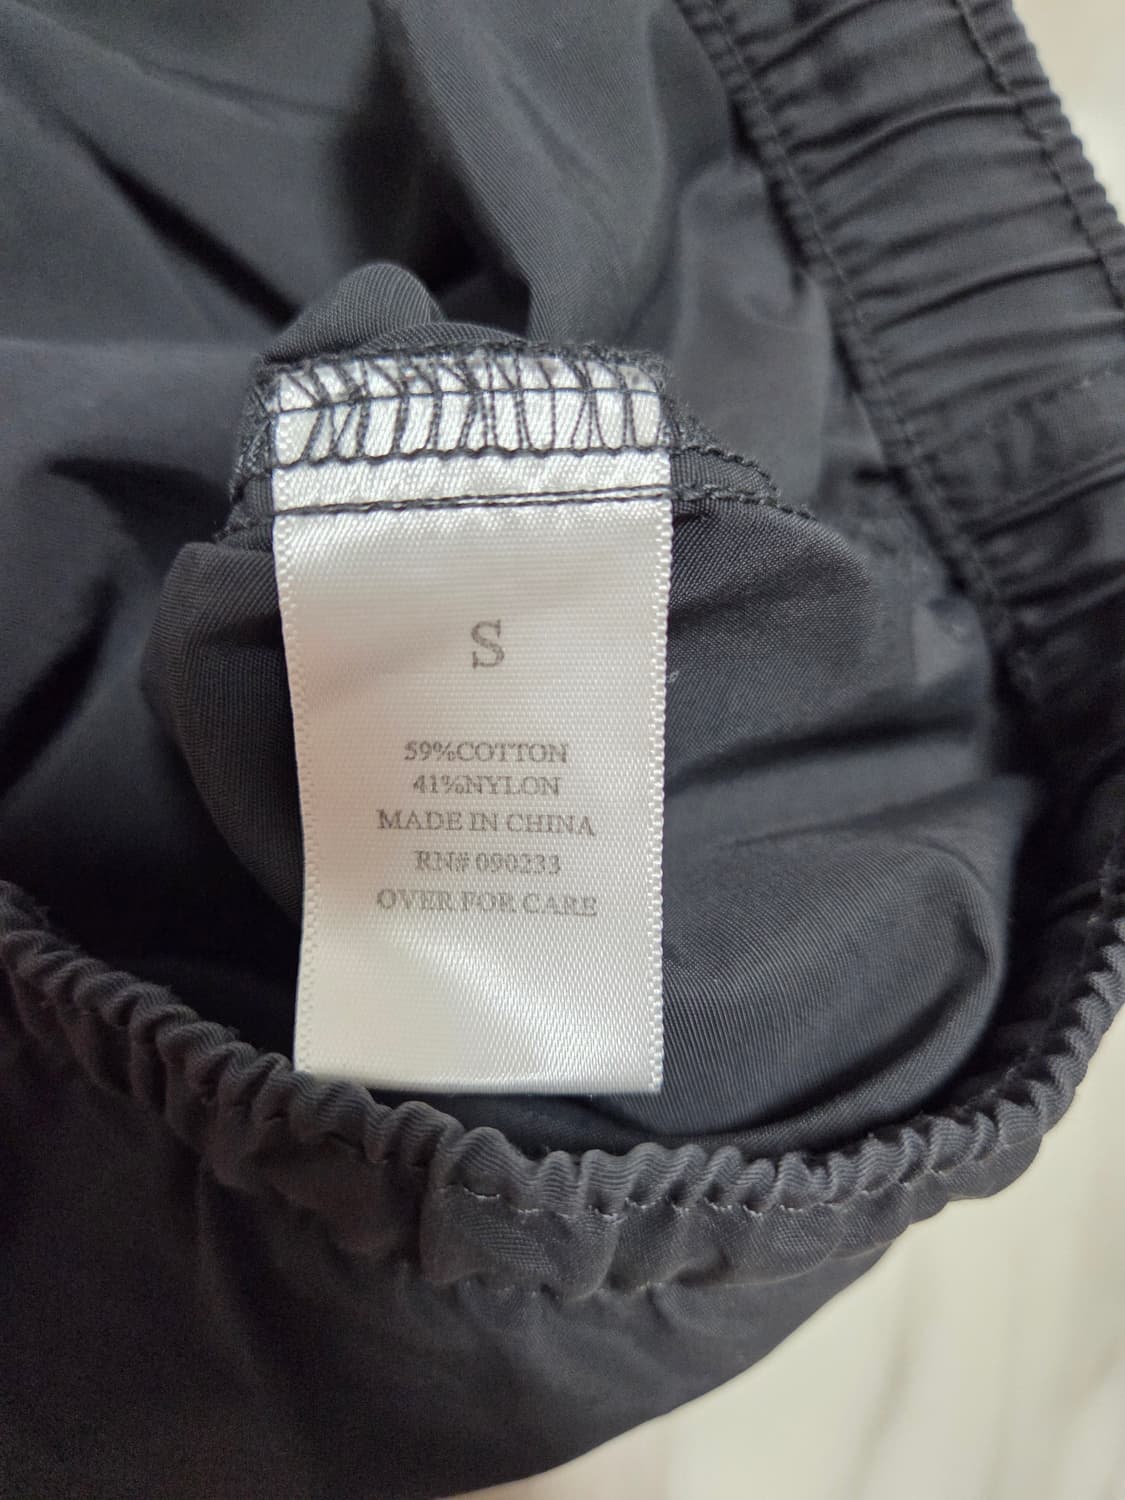 S
59%COTTON
41%NYLON
MADE IN CHINA
RN# 090233
OVER FOR CARE